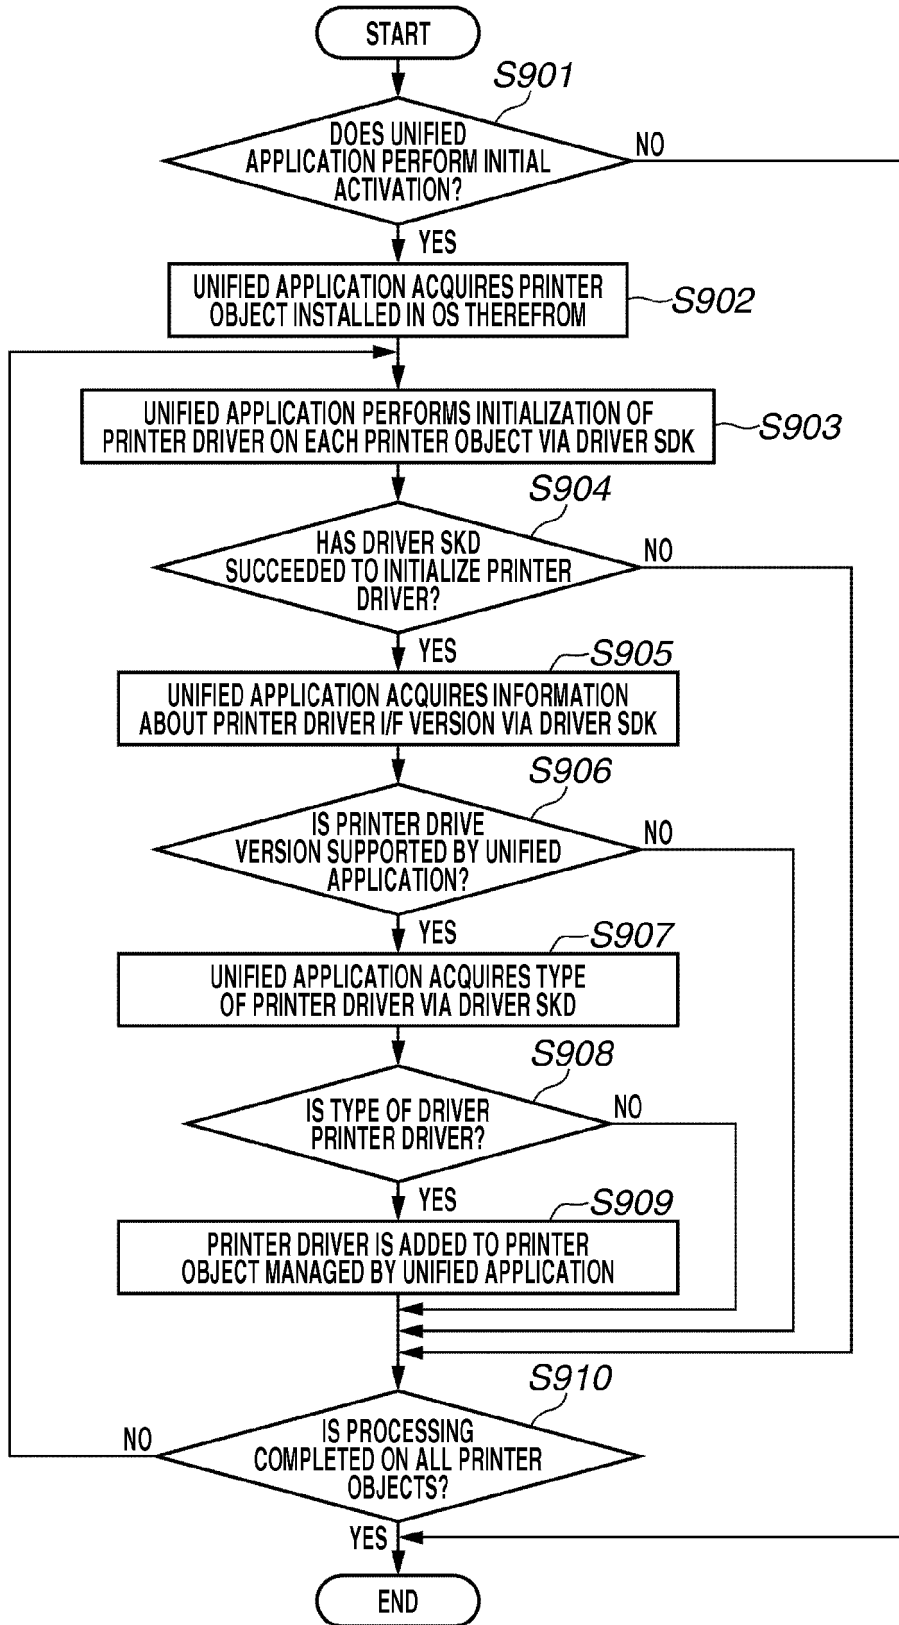 START
S901
DOES UNIFIED
APPLICATION PERFORM INITIAL
ACTIVATION?
NO
YES
UNIFIED APPLICATION ACQUIRES PRINTER
OBJECT INSTALLED IN OS THEREFROM
S902
UNIFIED APPLICATION PERFORMS INITIALIZATION OF
PRINTER DRIVER ON EACH PRINTER OBJECT VIA DRIVER SDK
S903
S904
HAS DRIVER SKD
SUCCEEDED TO INITIALIZE PRINTER
DRIVER?
NO
YES
S905
UNIFIED APPLICATION ACQUIRES INFORMATION
ABOUT PRINTER DRIVER I/F VERSION VIA DRIVER SDK
S906
IS PRINTER DRIVE
VERSION SUPPORTED BY UNIFIED
APPLICATION?
NO
YES
S907
UNIFIED APPLICATION ACQUIRES TYPE
OF PRINTER DRIVER VIA DRIVER SKD
S908
IS TYPE OF DRIVER
PRINTER DRIVER?
NO
YES
S909
PRINTER DRIVER IS ADDED TO PRINTER
OBJECT MANAGED BY UNIFIED APPLICATION
S910
IS PROCESSING
COMPLETED ON ALL PRINTER
OBJECTS?
NO
YES
END